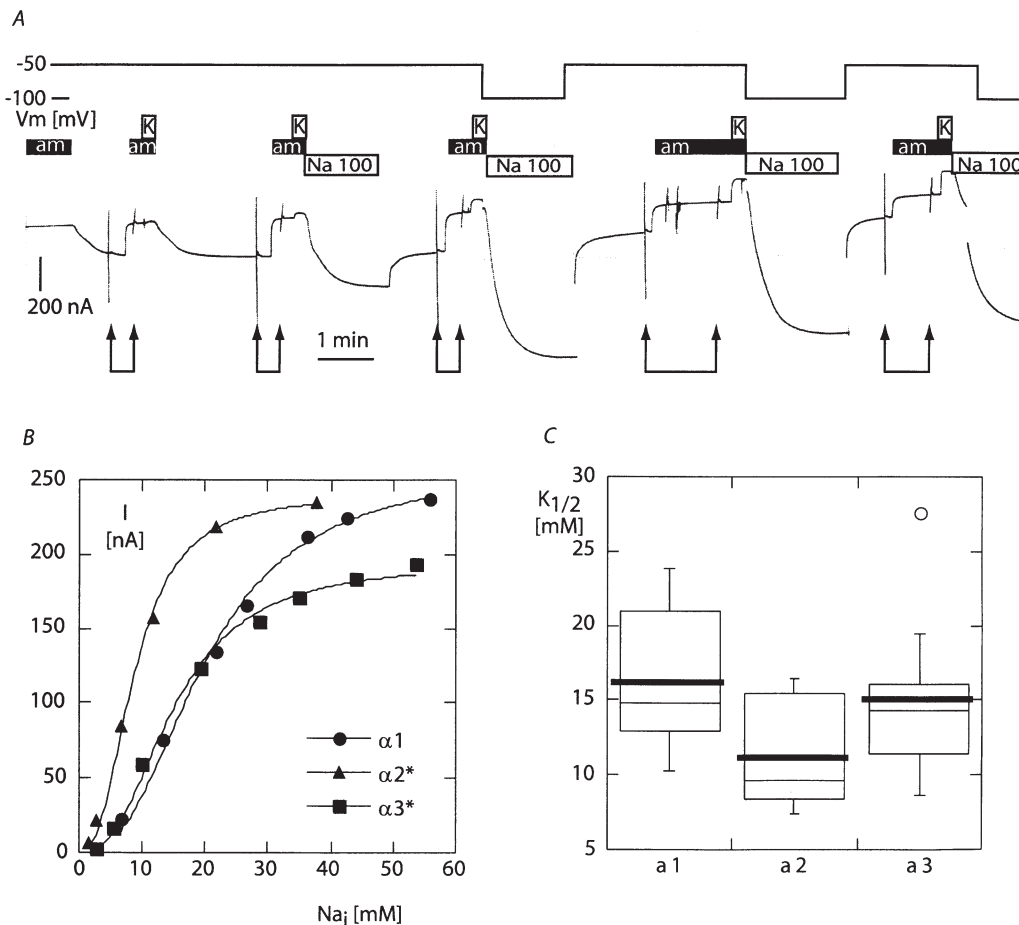 A
-50
-100
Vm [mV]
K K K K K
am am am am am am
Na 100 Na 100 Na 100 Na 100
200 nA
1 min
B
250
200
150
100
50
0
I
[nA]
α1
α2*
α3*
0 10 20 30 40 50 60
Nai [mM]
C
30
25
20
15
10
5
K1/2
[mM]
a 1 a 2 a 3